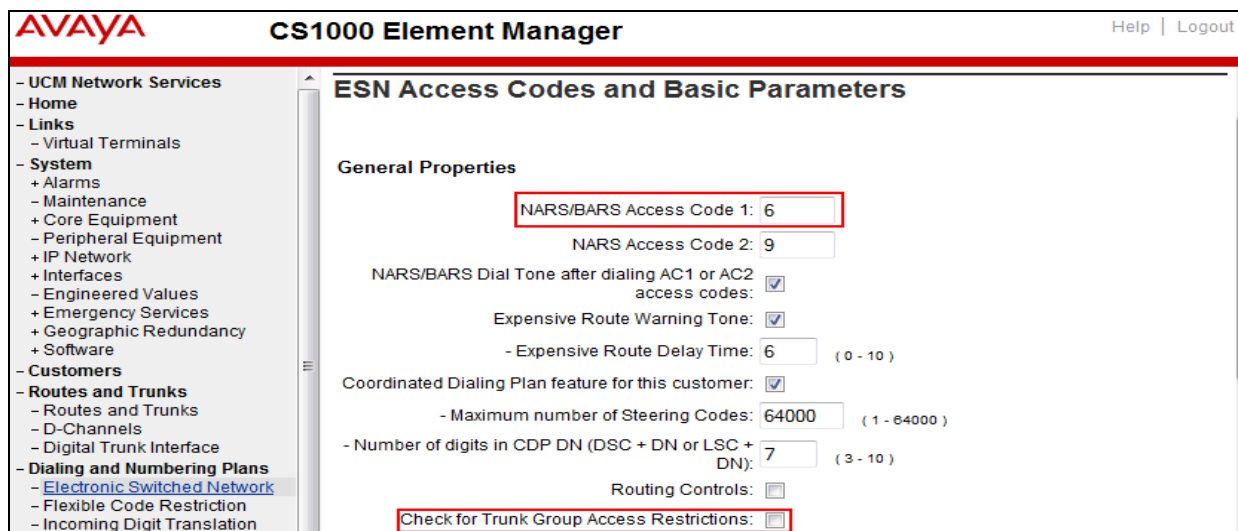 AVAYA
CS1000 Element Manager
Help | Logout
– UCM Network Services
– Home
– Links
– Virtual Terminals
– System
+ Alarms
– Maintenance
+ Core Equipment
– Peripheral Equipment
+ IP Network
+ Interfaces
– Engineered Values
+ Emergency Services
+ Geographic Redundancy
+ Software
– Customers
– Routes and Trunks
– Routes and Trunks
– D-Channels
– Digital Trunk Interface
– Dialing and Numbering Plans
– Electronic Switched Network
– Flexible Code Restriction
– Incoming Digit Translation
ESN Access Codes and Basic Parameters
General Properties
NARS/BARS Access Code 1: 6
NARS Access Code 2: 9
NARS/BARS Dial Tone after dialing AC1 or AC2
access codes:
Expensive Route Warning Tone:
- Expensive Route Delay Time: 6 (0 - 10)
Coordinated Dialing Plan feature for this customer:
- Maximum number of Steering Codes: 64000 (1 - 64000)
- Number of digits in CDP DN (DSC + DN or LSC +
DN): 7 (3 - 10)
Routing Controls:
Check for Trunk Group Access Restrictions: